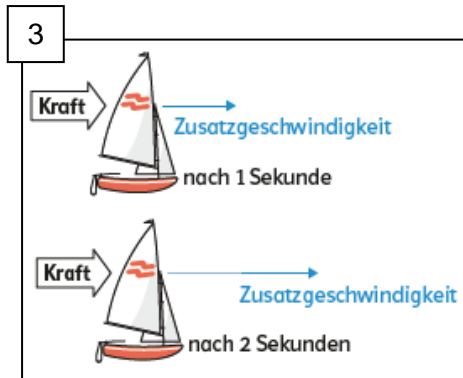 3
Kraft
Zusatzgeschwindigkeit
nach 1 Sekunde
Kraft
Zusatzgeschwindigkeit
nach 2 Sekunden